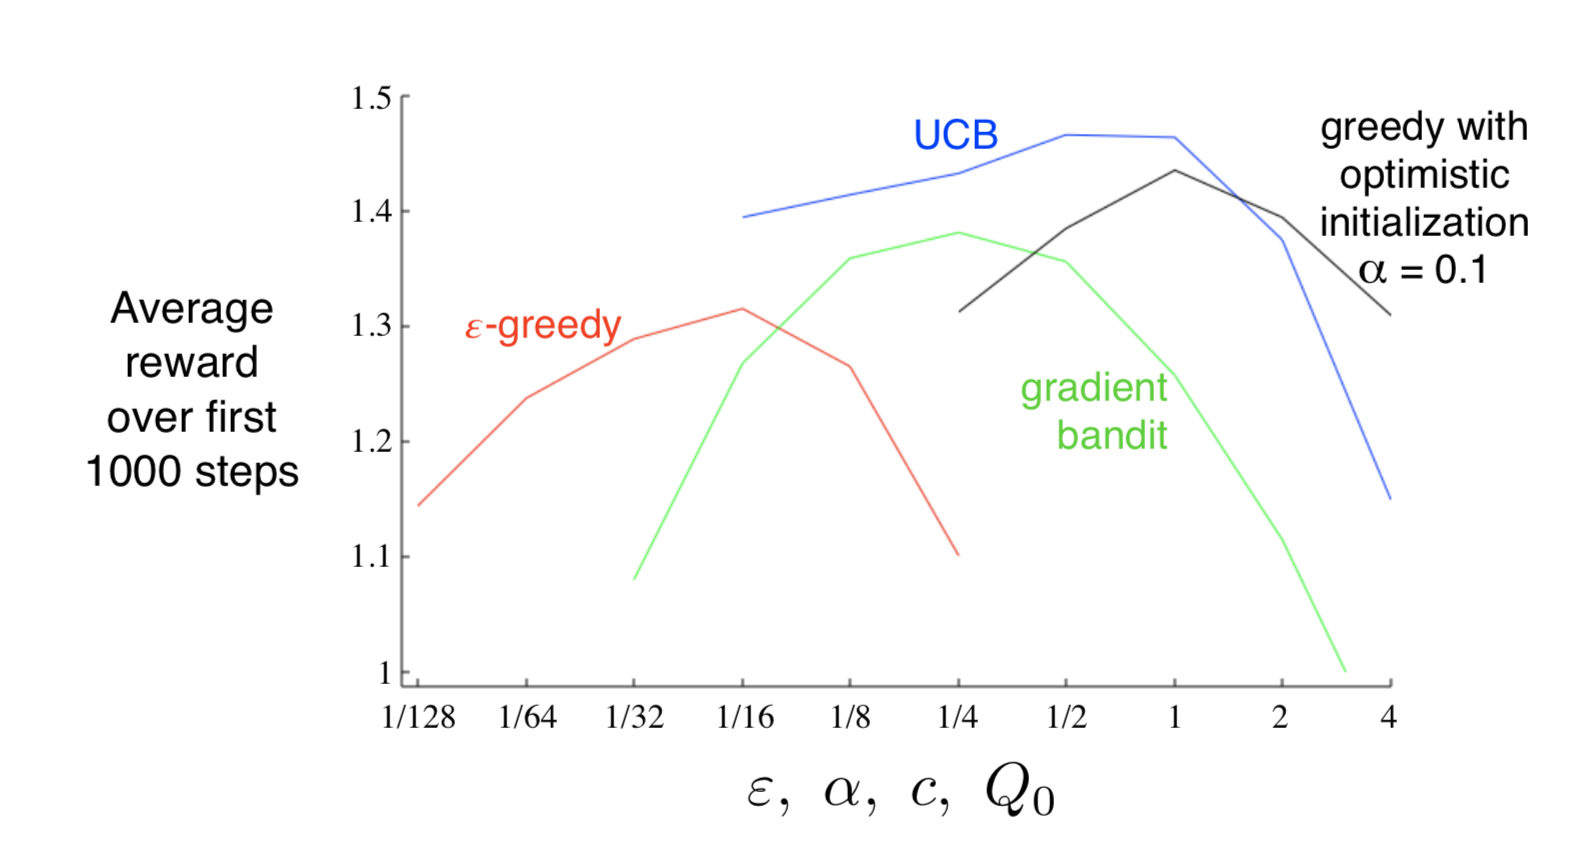 Average
reward
over first
1000 steps
1.5
1.4
1.3
1.2
1.1
1
UCB
ε-greedy
gradient
bandit
greedy with
optimistic
initialization
α = 0.1
1/128 1/64 1/32 1/16 1/8 1/4 1/2 1 2 4
ε, α, c, Q₀